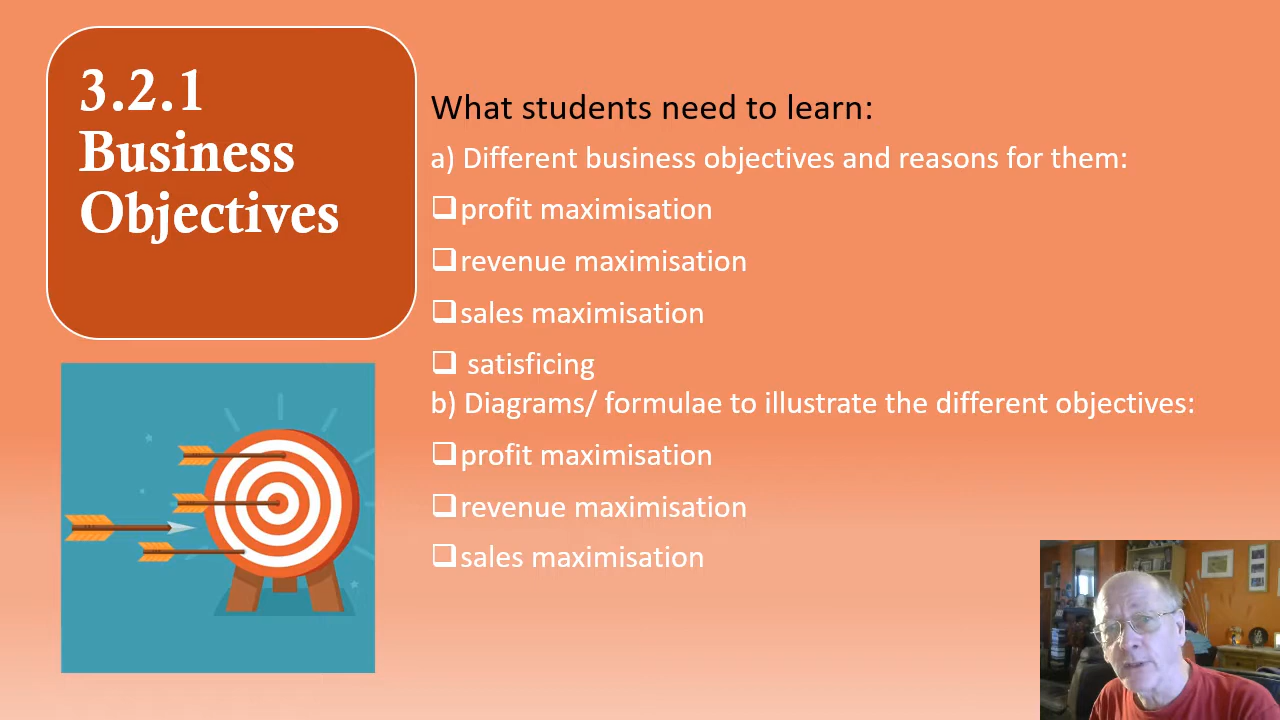 3.2.1
Business
Objectives
What students need to learn:
a) Different business objectives and reasons for them:
❑profit maximisation
❑revenue maximisation
❑sales maximisation
❑ satisficing
b) Diagrams/ formulae to illustrate the different objectives:
❑profit maximisation
❑revenue maximisation
❑sales maximisation